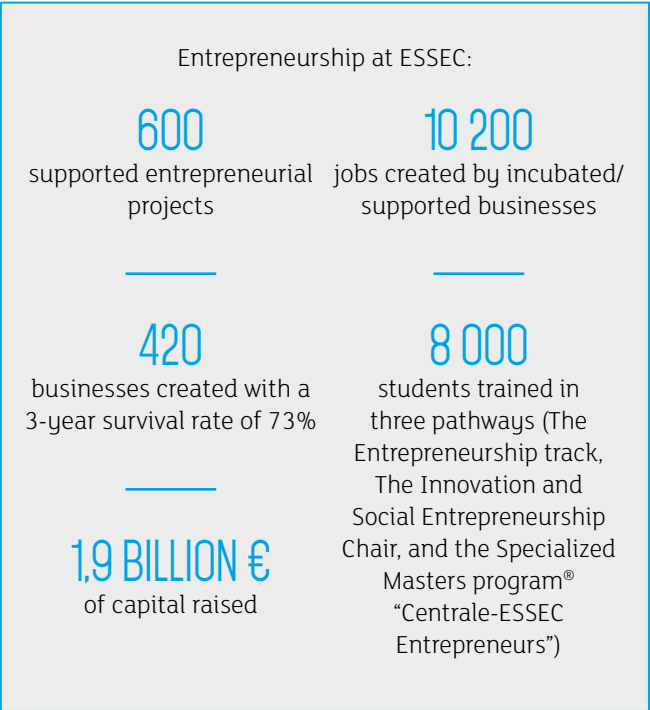 Entrepreneurship at ESSEC:
600
supported entrepreneurial
projects
10 200
jobs created by incubated/
supported businesses
420
businesses created with a
3-year survival rate of 73%
1,9 BILLION €
of capital raised
8 000
students trained in
three pathways (The
Entrepreneurship track,
The Innovation and
Social Entrepreneurship
Chair, and the Specialized
Masters program®
“Centrale-ESSEC
Entrepreneurs”)